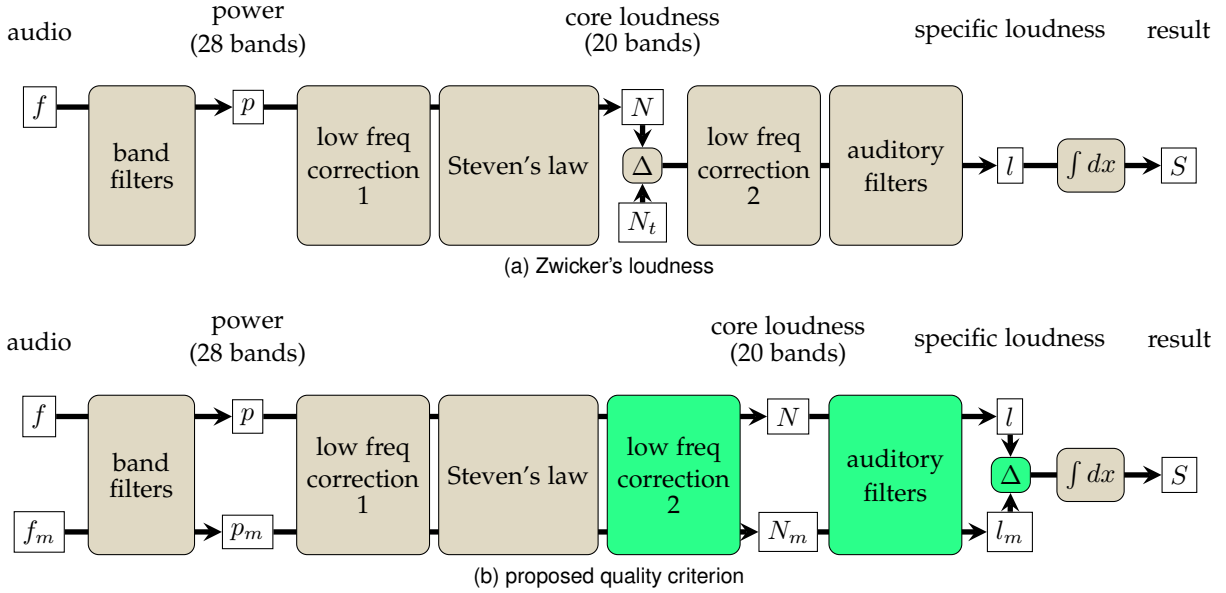 audio
power
(28 bands)
core loudness
(20 bands)
specific loudness
result
f
band
filters
p
low freq
correction
1
Steven's law
N
Δ
N_t
low freq
correction
2
auditory
filters
l
∫ dx
S
(a) Zwicker's loudness
audio
power
(28 bands)
core loudness
(20 bands)
specific loudness
result
f
f_m
band
filters
p
p_m
low freq
correction
1
Steven's law
low freq
correction
2
N
N_m
auditory
filters
l
Δ
l_m
∫ dx
S
(b) proposed quality criterion